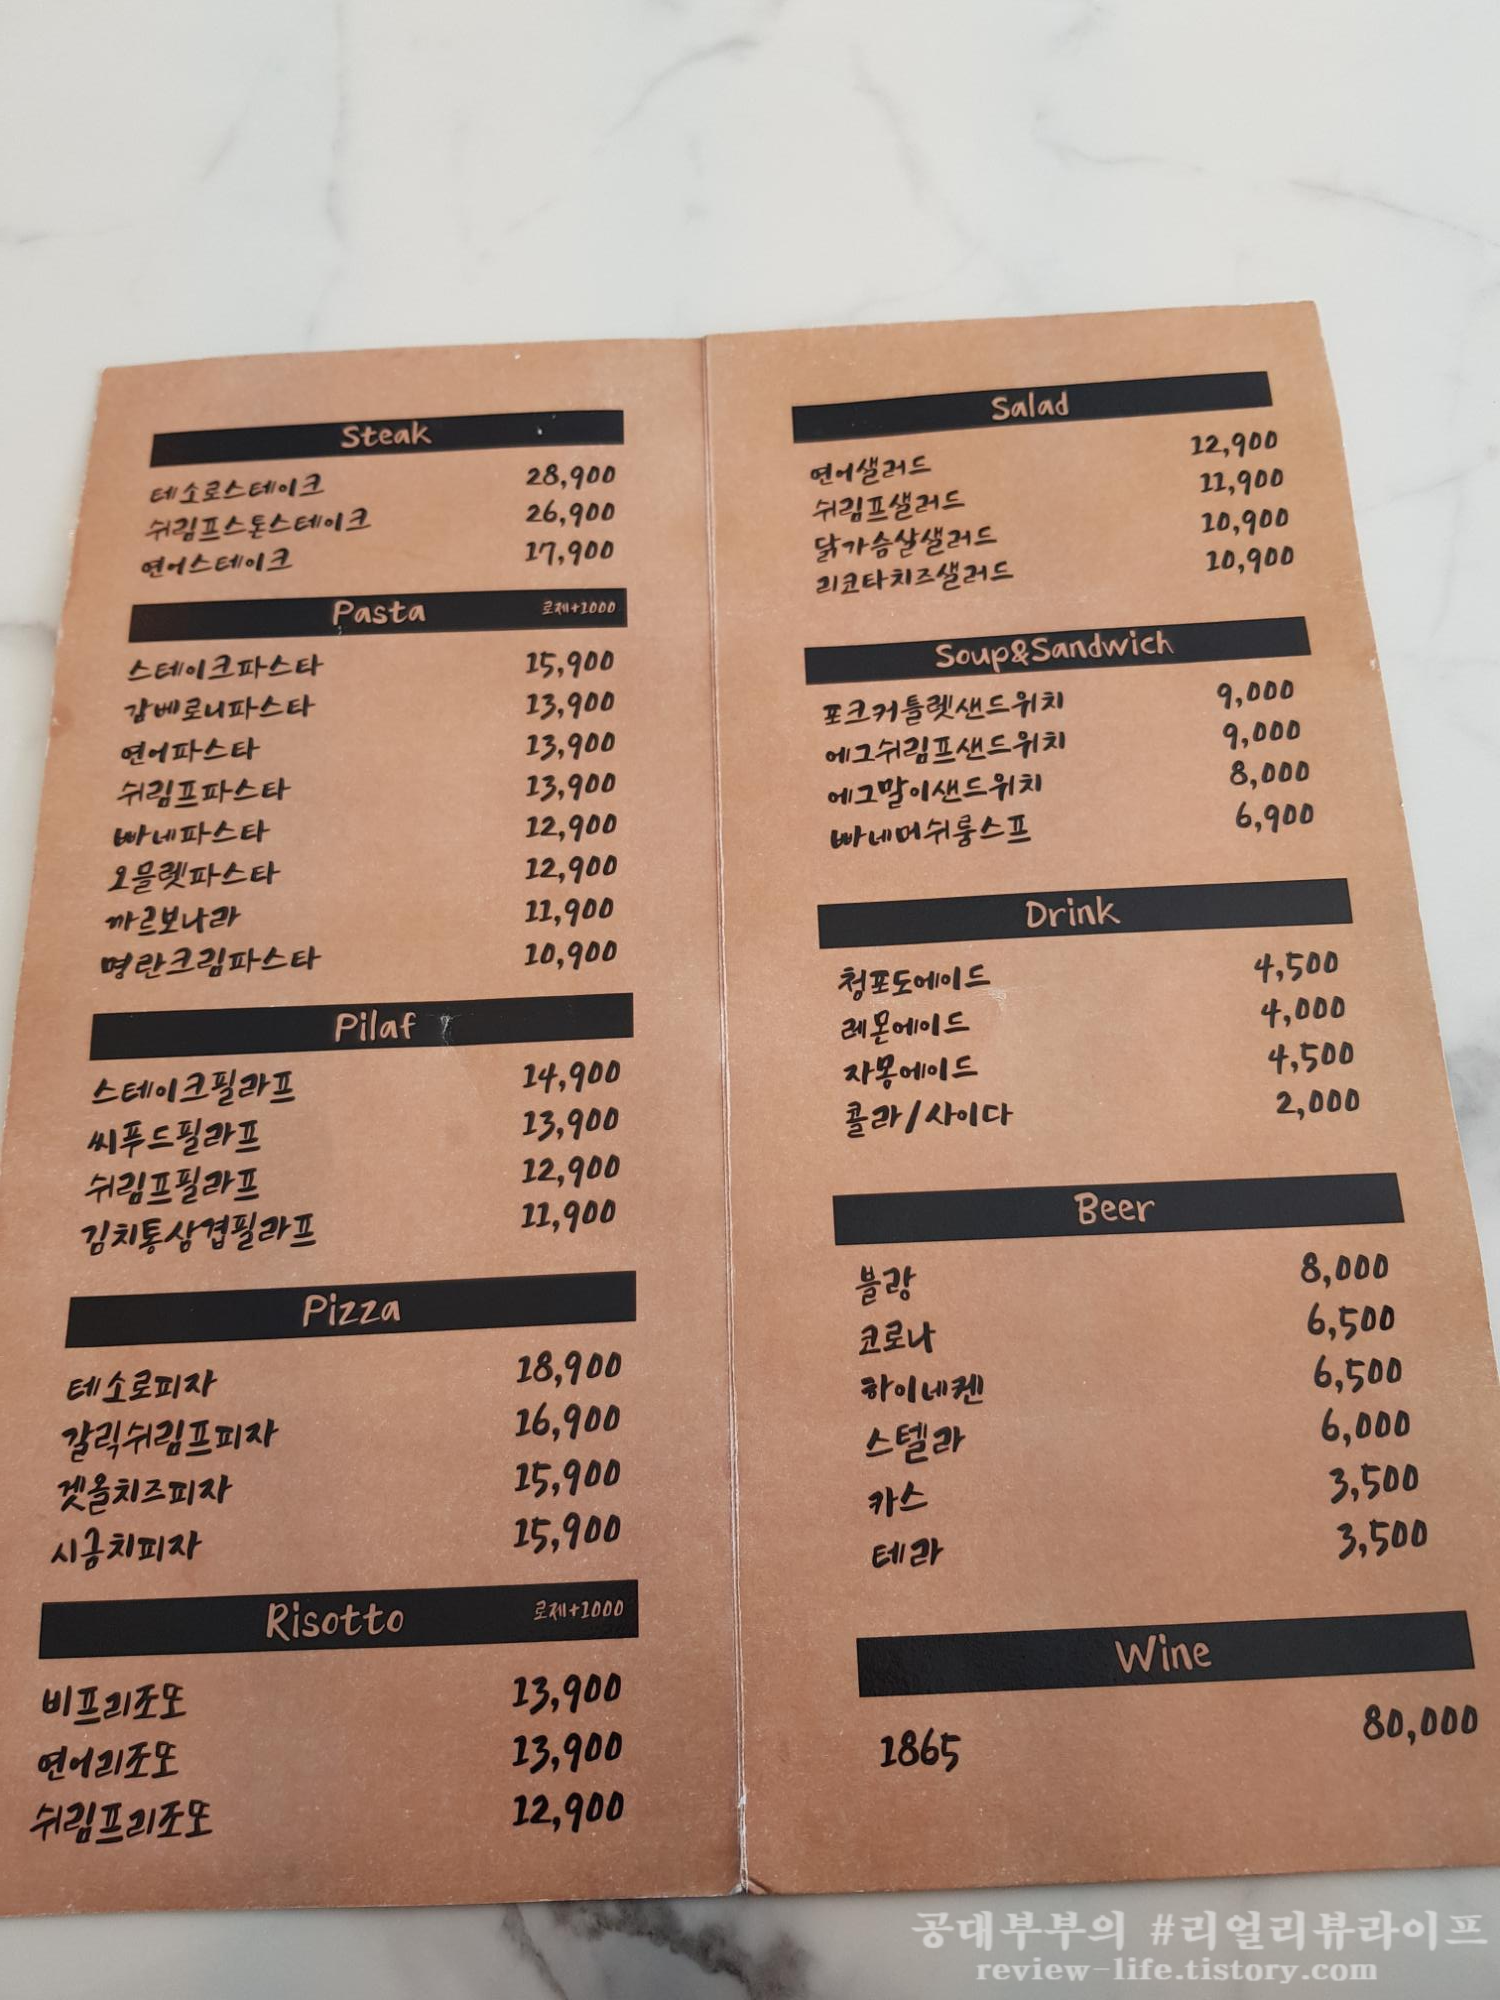 Steak
테소로스테이크 28,900
쉬림프스톤스테이크 26,900
연어스테이크 17,900
Pasta 로제+1000
스테이크파스타 15,900
감베로니파스타 13,900
연어파스타 13,900
쉬림프파스타 13,900
빠네파스타 12,900
오믈렛파스타 12,900
까르보나라 11,900
명란크림파스타 10,900
Pilaf
스테이크필라프 14,900
씨푸드필라프 13,900
쉬림프필라프 12,900
김치통삼겹필라프 11,900
Pizza
테소로피자 18,900
갈릭쉬림프피자 16,900
겟올치즈피자 15,900
시금치피자 15,900
Risotto 로제+1000
비프리조또 13,900
연어리조또 13,900
쉬림프리조또 12,900
Salad
연어샐러드 12,900
쉬림프샐러드 11,900
닭가슴살샐러드 10,900
리코타치즈샐러드 10,900
Soup&Sandwich
포크커틀렛샌드위치 9,000
에그쉬림프샌드위치 9,000
에그말이샌드위치 8,000
빠네머쉬룸스프 6,900
Drink
청포도에이드 4,500
레몬에이드 4,000
자몽에이드 4,500
콜라/사이다 2,000
Beer
블랑 8,000
코로나 6,500
하이네켄 6,500
스텔라 6,000
카스 3,500
테라 3,500
Wine
1865 80,000
공대부부의 #리얼리뷰라이프
review-life.tistory.com